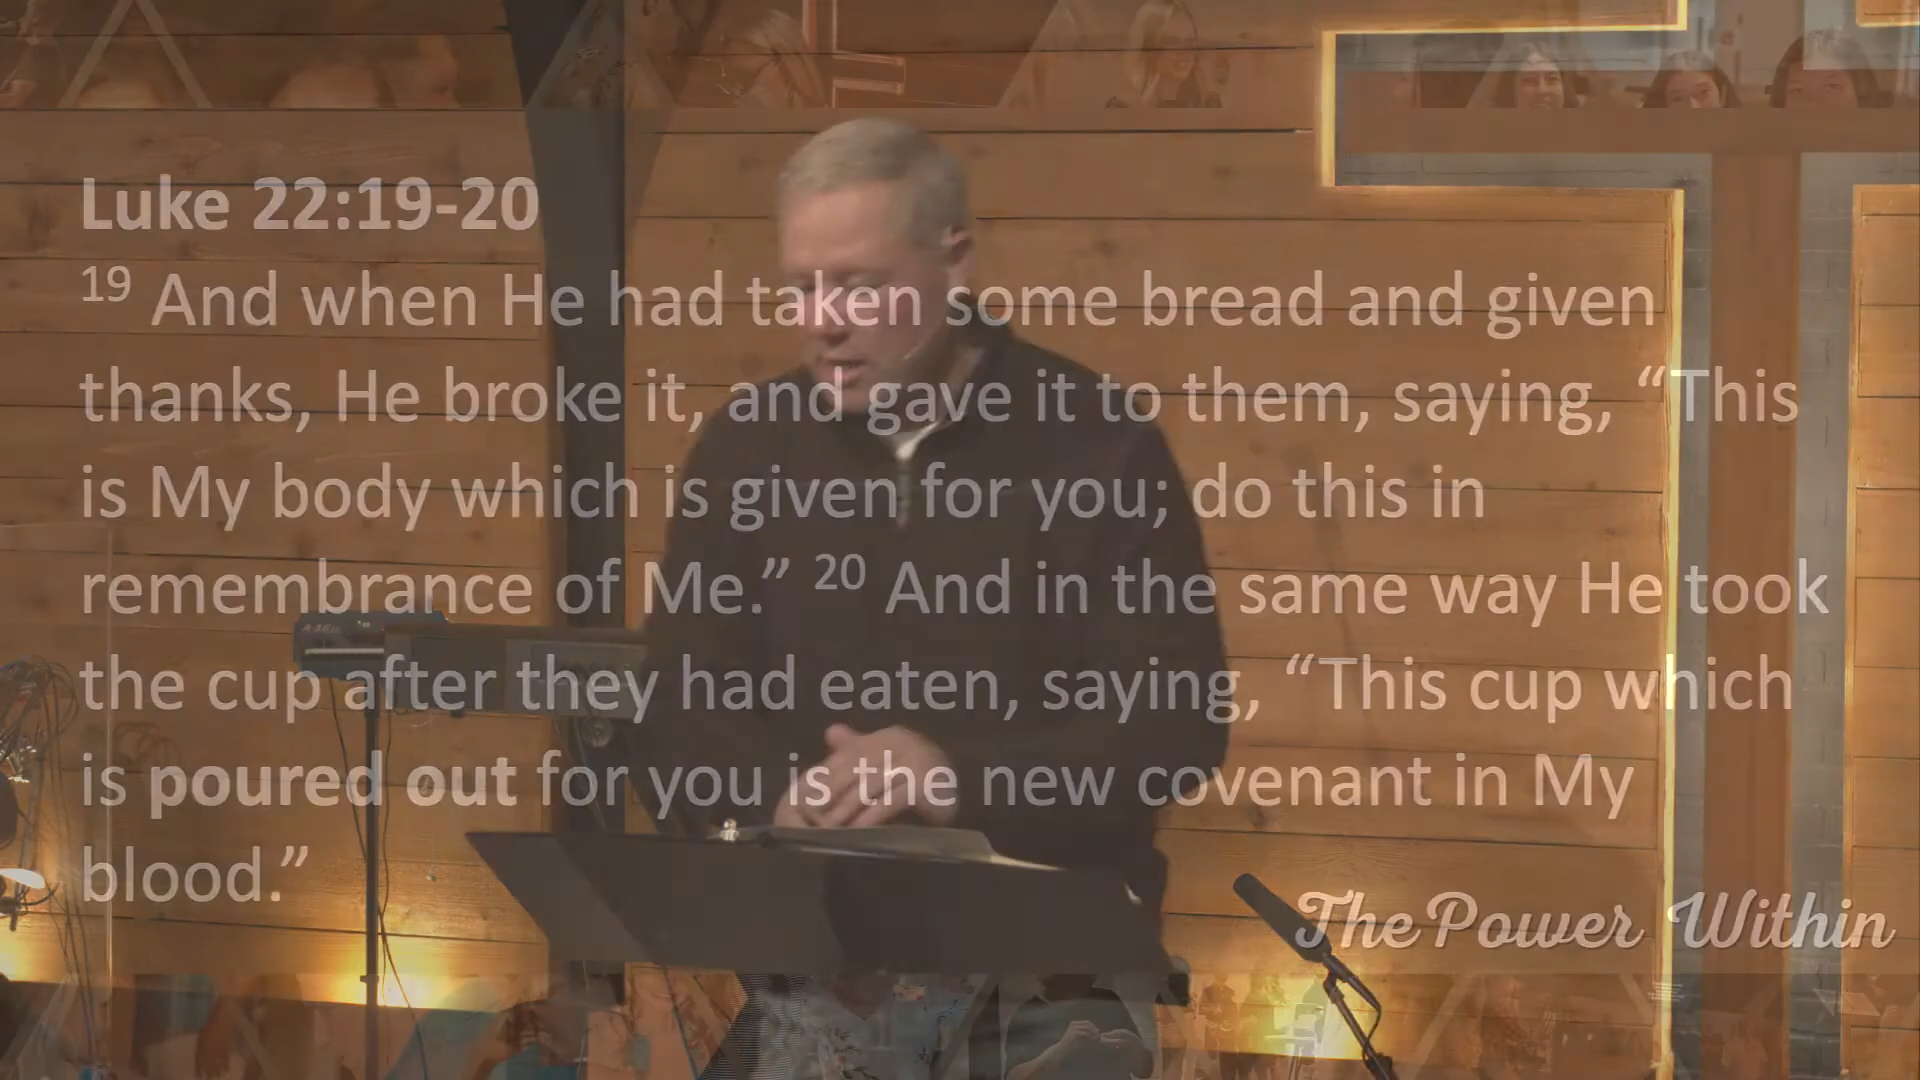 Luke 22:19-20
19 And when He had taken some bread and given
thanks, He broke it, and gave it to them, saying, “This
is My body which is given for you; do this in
remembrance of Me.” 20 And in the same way He took
the cup after they had eaten, saying, “This cup which
is poured out for you is the new covenant in My
blood.”
The Power Within